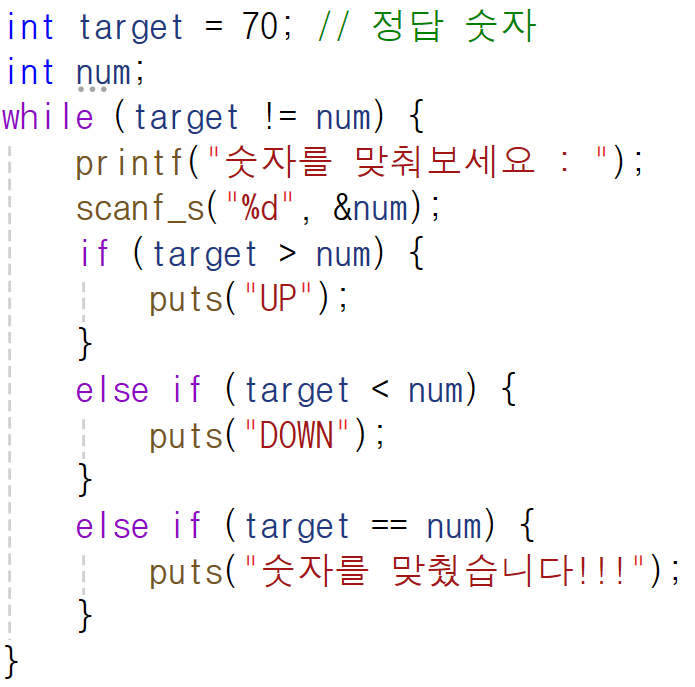 int target = 70; // 정답 숫자
int num;
while (target != num) {
    printf("숫자를 맞춰보세요 : ");
    scanf_s("%d", &num);
    if (target > num) {
        puts("UP");
    }
    else if (target < num) {
        puts("DOWN");
    }
    else if (target == num) {
        puts("숫자를 맞췄습니다!!!");
    }
}